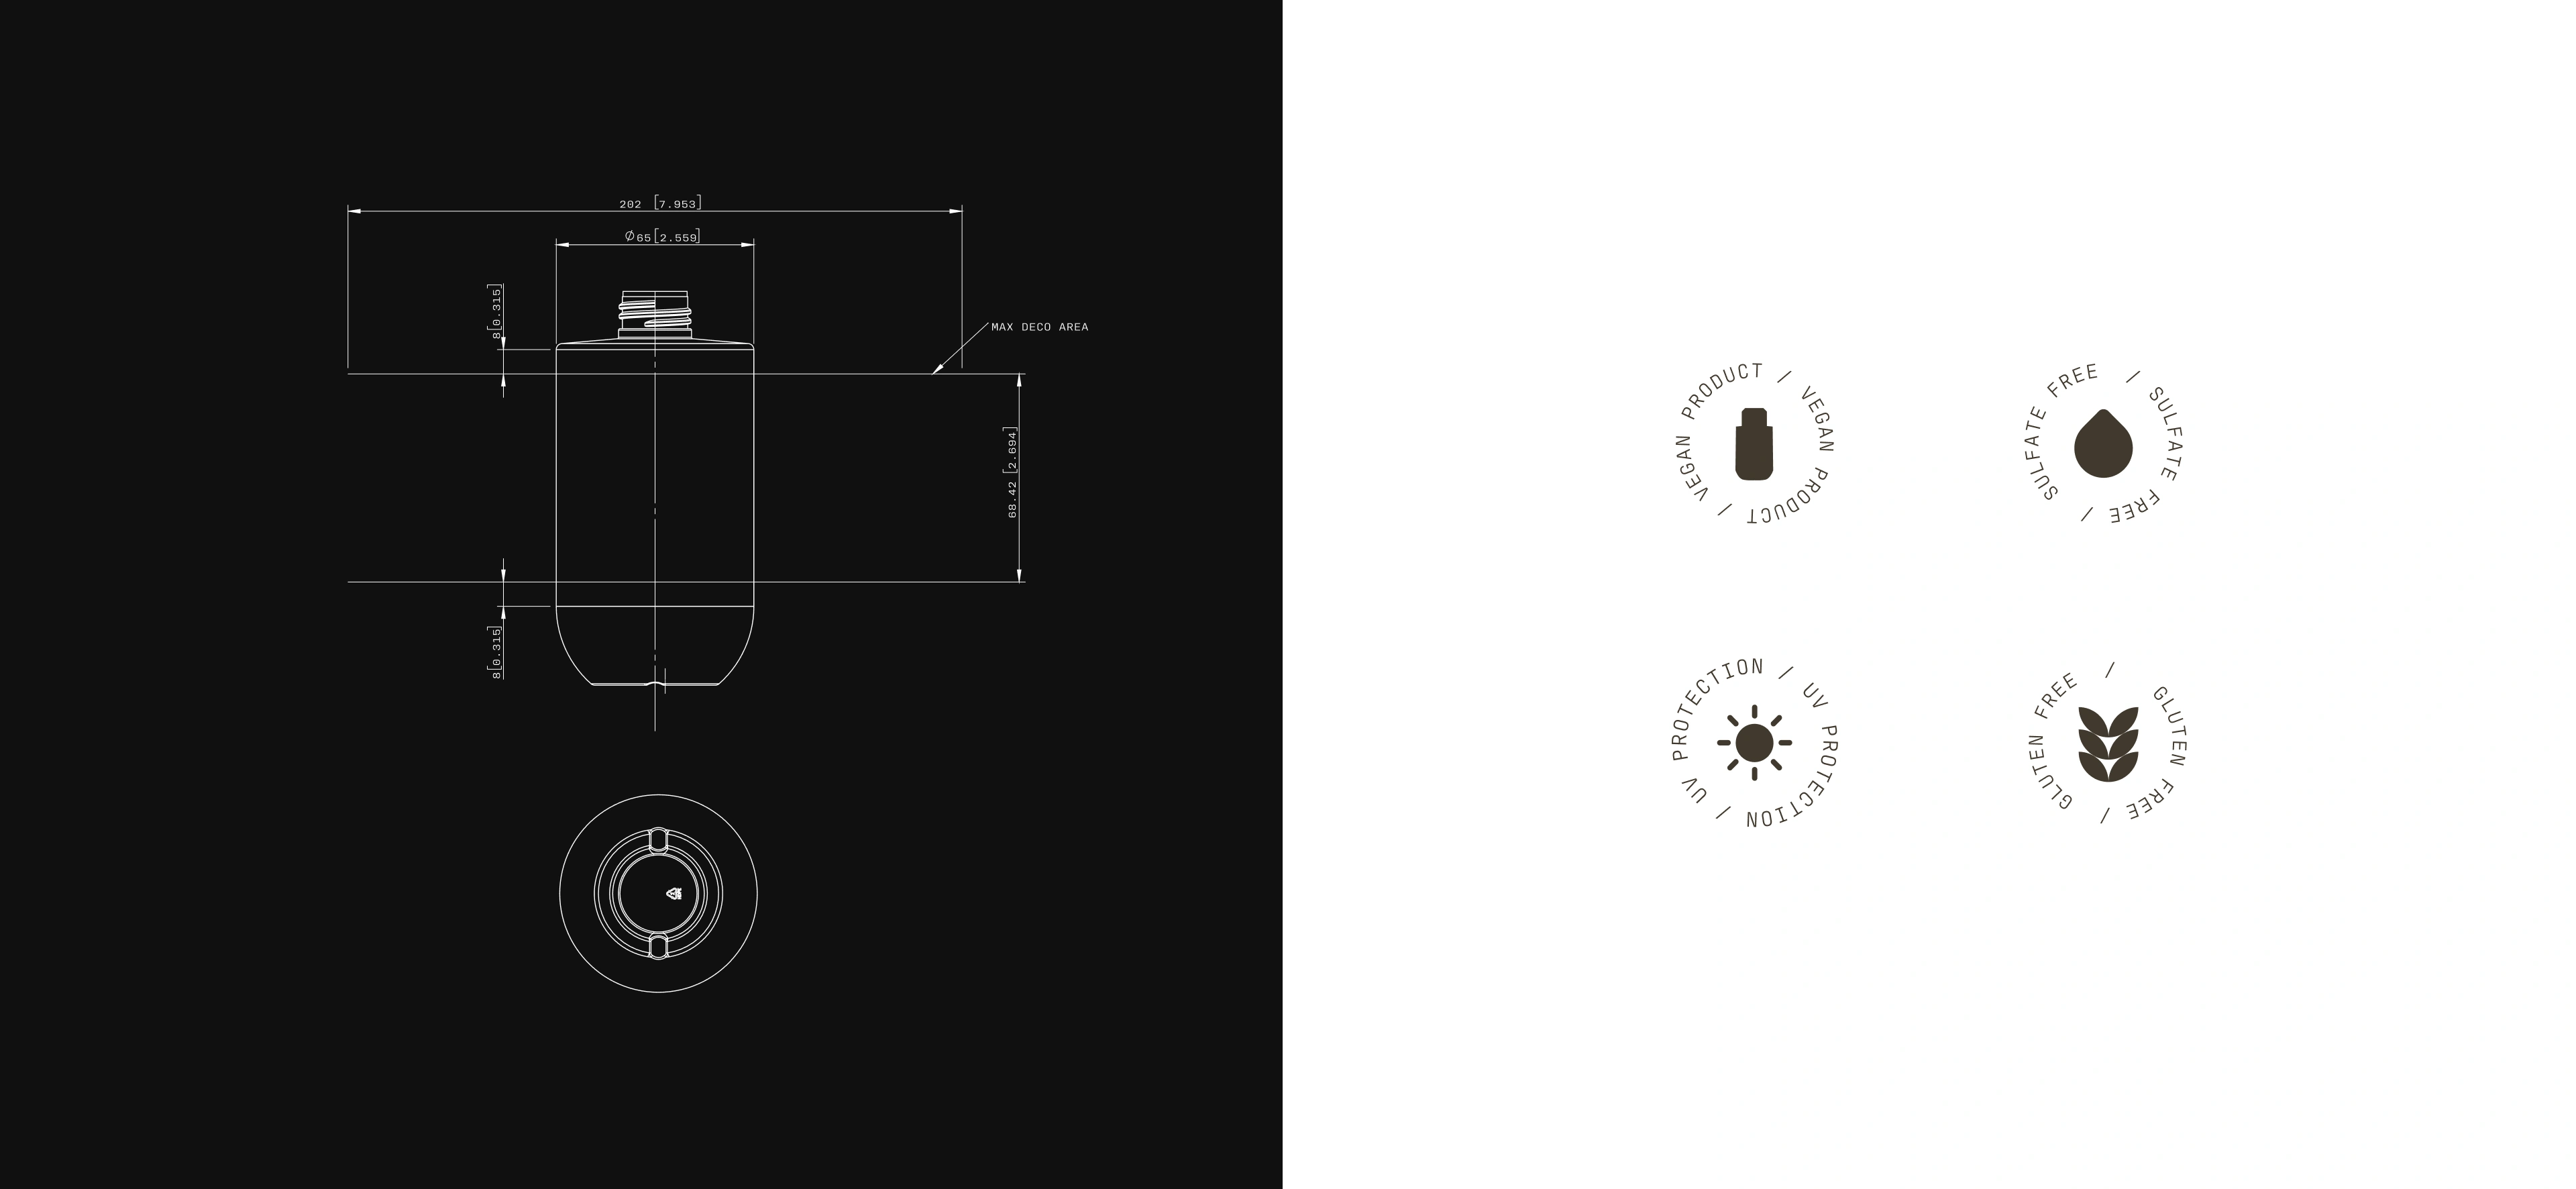 202 [7.953]
Ø65[2.559]
8[0.315]
MAX DECO AREA
68.42 [2.694]
8[0.315]
VEGAN PRODUCT / VEGAN PRODUCT /
SULFATE FREE / SULFATE FREE /
UV PROTECTION / UV PROTECTION /
GLUTEN FREE / GLUTEN FREE /